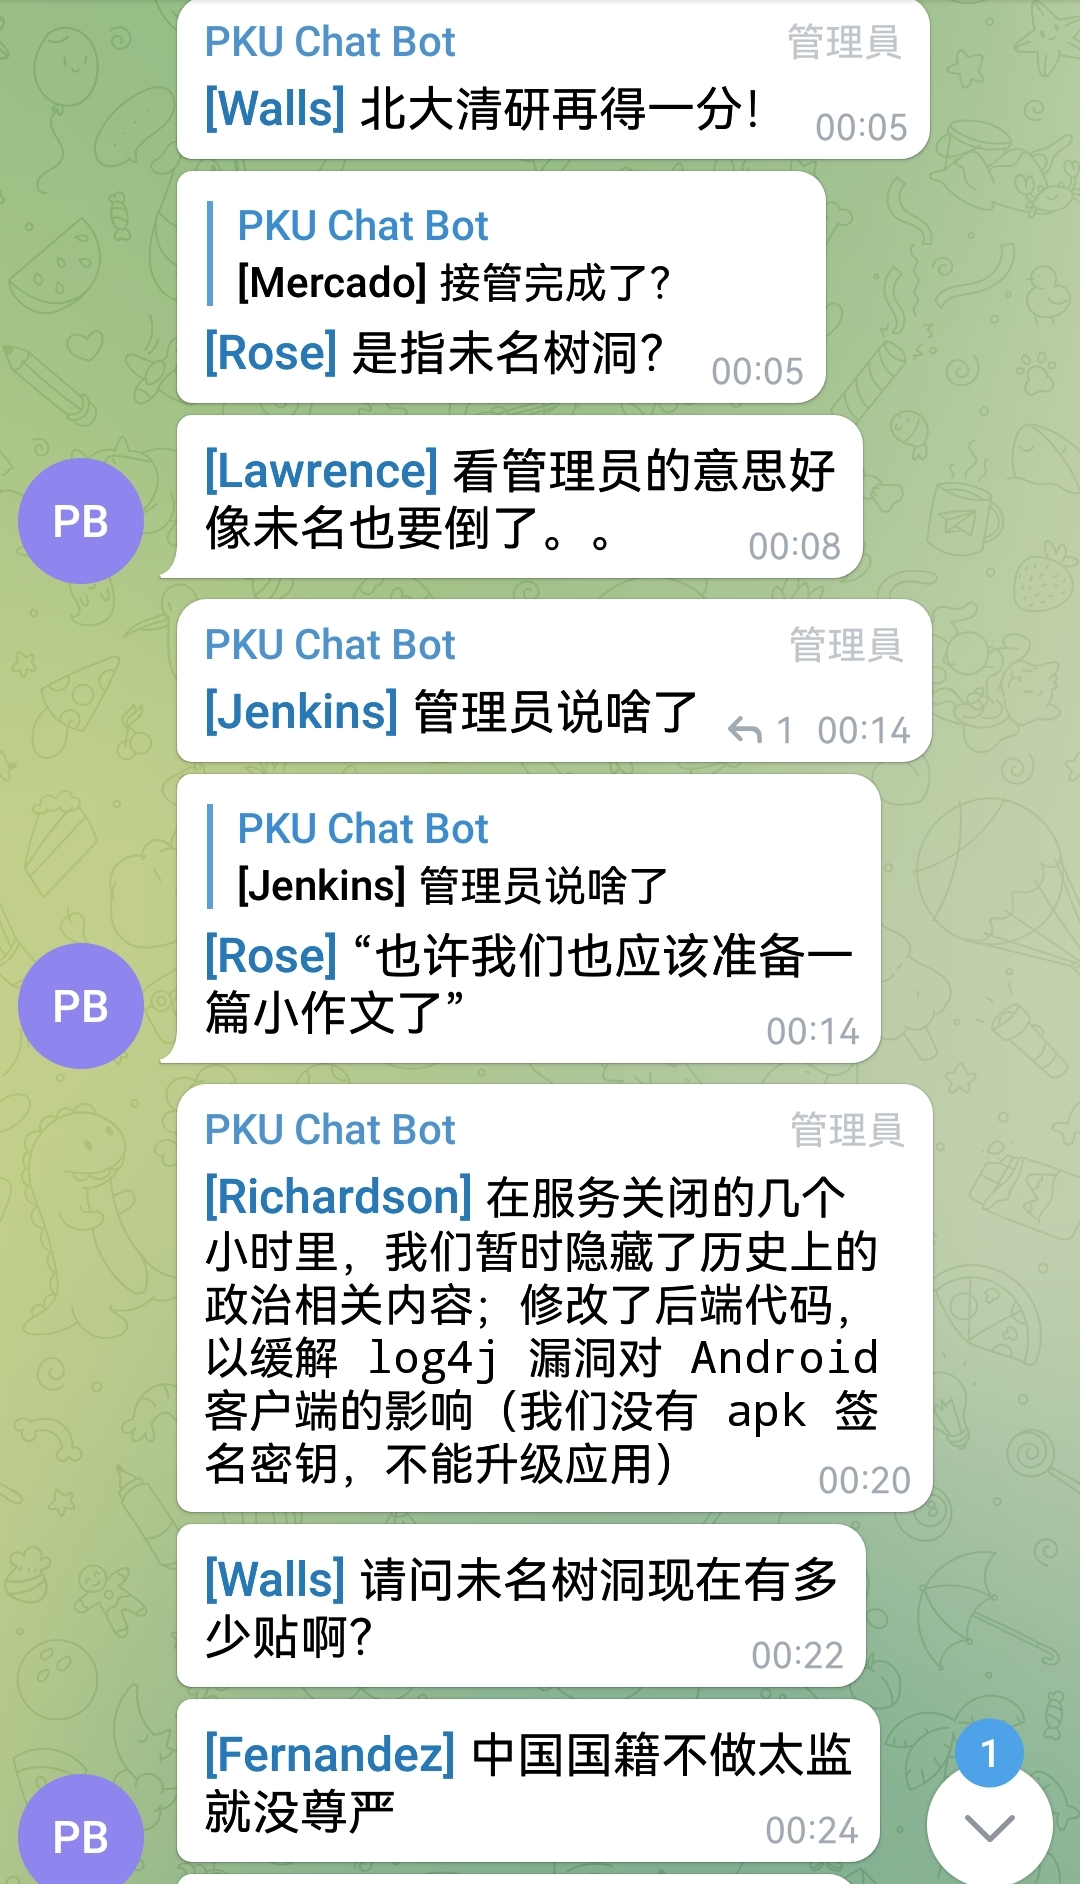 PKU Chat Bot 管理員
[Walls] 北大清研再得一分！ 00:05
PKU Chat Bot
[Mercado] 接管完成了？
[Rose] 是指未名树洞？ 00:05
[Lawrence] 看管理员的意思好
像未名也要倒了。。 00:08
PB
PKU Chat Bot 管理員
[Jenkins] 管理员说啥了 1 00:14
PKU Chat Bot
[Jenkins] 管理员说啥了
[Rose] “也许我们也应该准备一
篇小作文了” 00:14
PB
PKU Chat Bot 管理員
[Richardson] 在服务关闭的几个
小时里，我们暂时隐藏了历史上的
政治相关内容；修改了后端代码，
以缓解 log4j 漏洞对 Android
客户端的影响（我们没有 apk 签
名密钥，不能升级应用） 00:20
[Walls] 请问未名树洞现在有多
少贴啊？ 00:22
[Fernandez] 中国国籍不做太监
就没尊严 00:24
PB
1